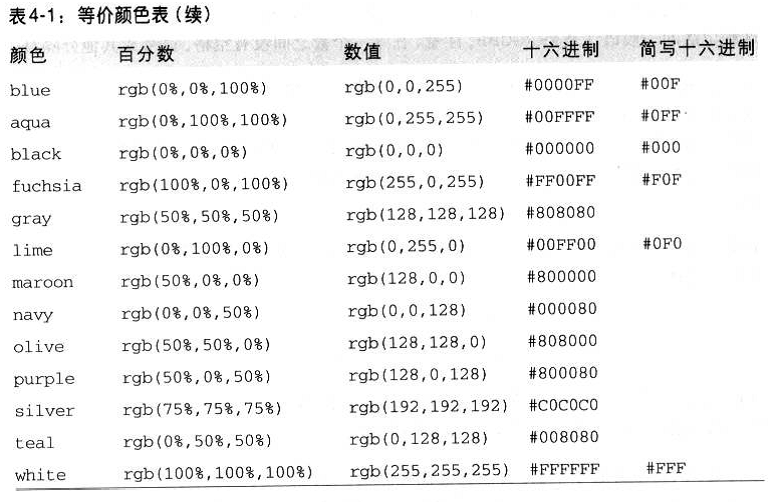 表4-1：等价颜色表（续）
颜色 百分数 数值 十六进制 简写十六进制
blue rgb(0%,0%,100%) rgb(0,0,255) #0000FF #00F
aqua rgb(0%,100%,100%) rgb(0,255,255) #00FFFF #0FF
black rgb(0%,0%,0%) rgb(0,0,0) #000000 #000
fuchsia rgb(100%,0%,100%) rgb(255,0,255) #FF00FF #F0F
gray rgb(50%,50%,50%) rgb(128,128,128) #808080
lime rgb(0%,100%,0%) rgb(0,255,0) #00FF00 #0F0
maroon rgb(50%,0%,0%) rgb(128,0,0) #800000
navy rgb(0%,0%,50%) rgb(0,0,128) #000080
olive rgb(50%,50%,0%) rgb(128,128,0) #808000
purple rgb(50%,0%,50%) rgb(128,0,128) #800080
silver rgb(75%,75%,75%) rgb(192,192,192) #C0C0C0
teal rgb(0%,50%,50%) rgb(0,128,128) #008080
white rgb(100%,100%,100%) rgb(255,255,255) #FFFFFF #FFF